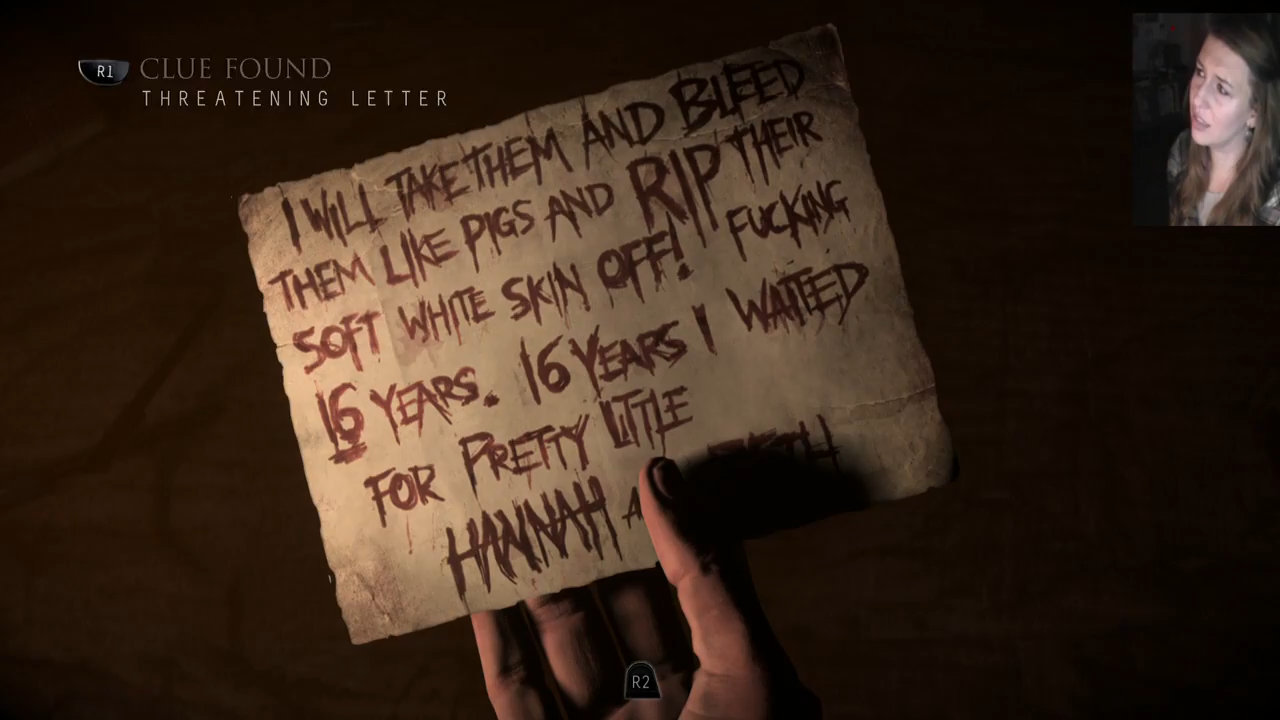 R1 CLUE FOUND
THREATENING LETTER
I WILL TAKE THEM AND BLEED
THEM LIKE PIGS AND RIP THEIR
SOFT WHITE SKIN OFF! FUCKING
16 YEARS. 16 YEARS I WAITED
FOR PRETTY LITTLE
HANNAH
R2